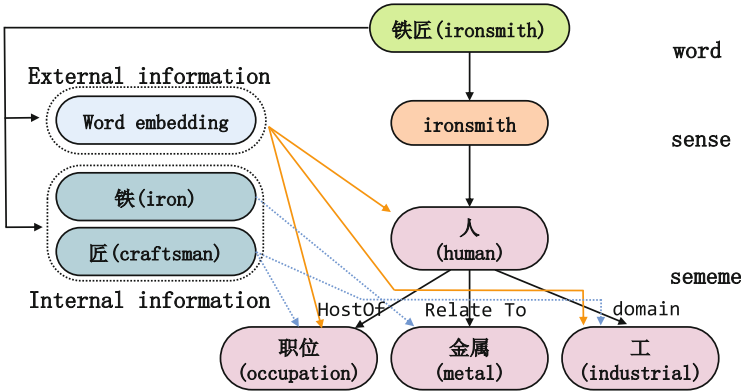 铁匠(ironsmith)
word
External information
Word embedding
ironsmith
sense
铁(iron)
匠(craftsman)
人
(human)
sememe
Internal information
HostOf
Relate To
domain
职位
(occupation)
金属
(metal)
工
(industrial)